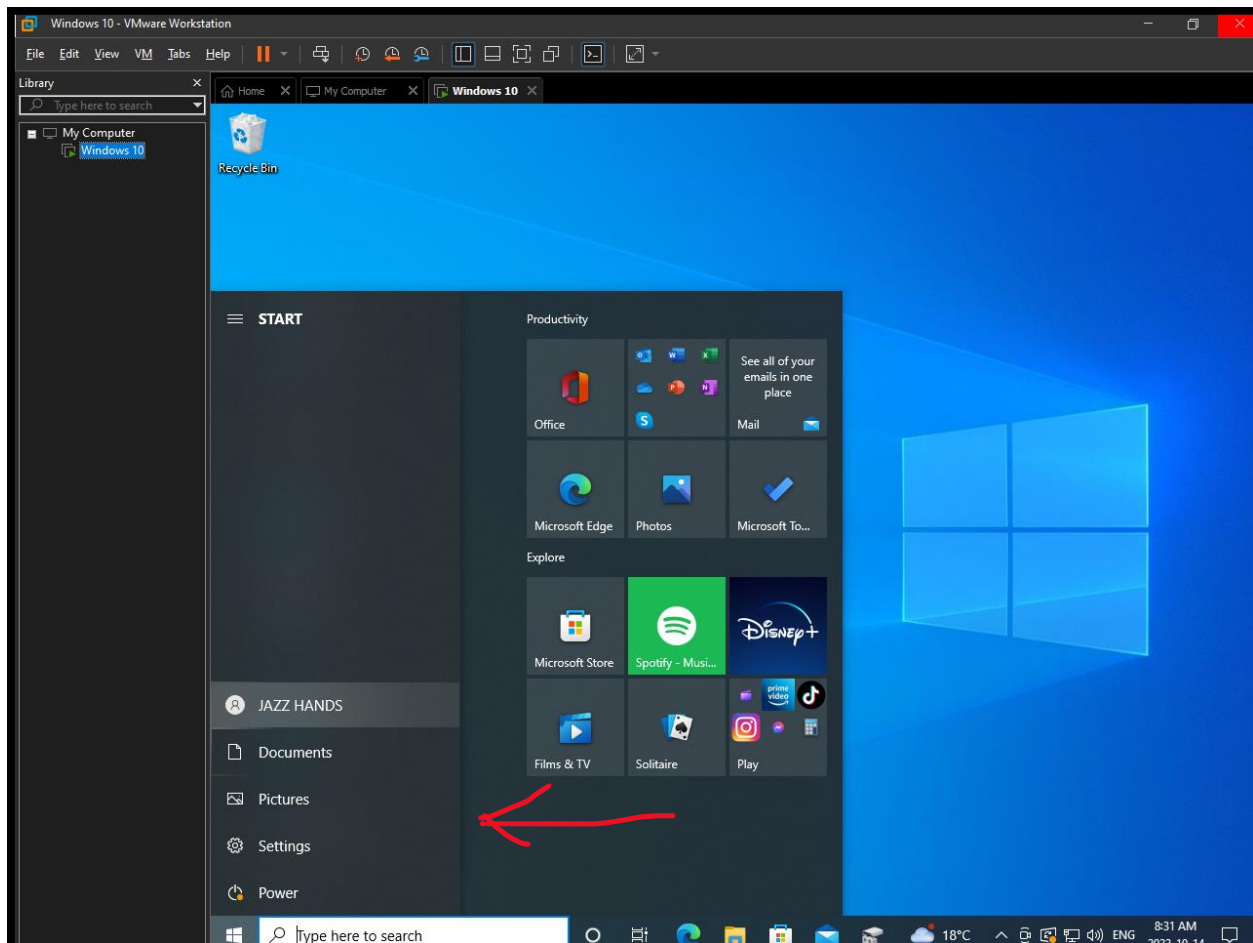 Windows 10 - VMware Workstation
File Edit View VM Tabs Help
Library
Type here to search
My Computer
Windows 10
Home
My Computer
Windows 10
Recycle Bin
START
JAZZ HANDS
Documents
Pictures
Settings
Power
Productivity
Office
See all of your
emails in one
place
Mail
Microsoft Edge
Photos
Microsoft To...
Explore
Microsoft Store
Spotify - Musi...
Disney+
Films & TV
Solitaire
prime
video
Play
Type here to search
18°C
ENG
8:31 AM
2022-10-14